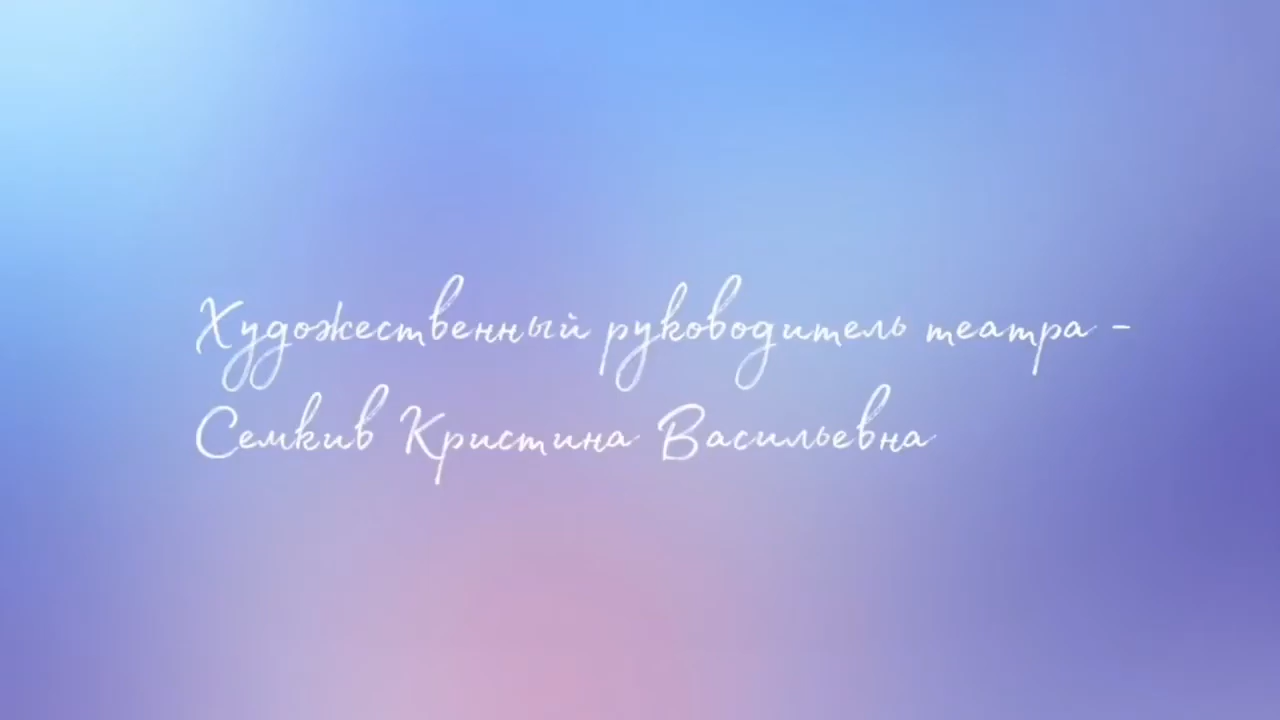 Художественный руководитель театра -
Семкив Кристина Васильевна